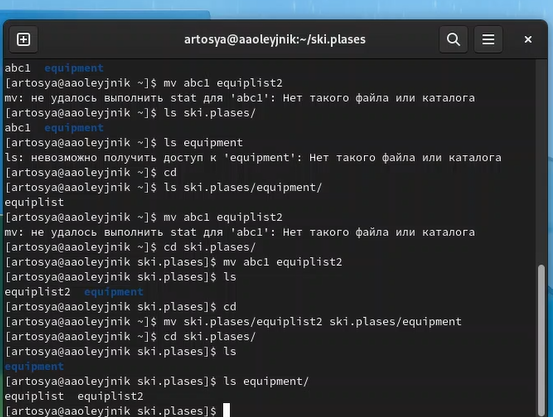 artosya@aaoleyjnik:~/ski.plases
abc1  equipment
[artosya@aaoleyjnik ~]$ mv abc1 equiplist2
mv: не удалось выполнить stat для 'abc1': Нет такого файла или каталога
[artosya@aaoleyjnik ~]$ ls ski.plases/
abc1  equipment
[artosya@aaoleyjnik ~]$ ls equipment
ls: невозможно получить доступ к 'equipment': Нет такого файла или каталога
[artosya@aaoleyjnik ~]$ cd
[artosya@aaoleyjnik ~]$ ls ski.plases/equipment/
equiplist
[artosya@aaoleyjnik ~]$ mv abc1 equiplist2
mv: не удалось выполнить stat для 'abc1': Нет такого файла или каталога
[artosya@aaoleyjnik ~]$ cd ski.plases/
[artosya@aaoleyjnik ski.plases]$ mv abc1 equiplist2
[artosya@aaoleyjnik ski.plases]$ ls
equiplist2  equipment
[artosya@aaoleyjnik ski.plases]$ cd
[artosya@aaoleyjnik ~]$ mv ski.plases/equiplist2 ski.plases/equipment
[artosya@aaoleyjnik ~]$ cd ski.plases/
[artosya@aaoleyjnik ski.plases]$ ls
equipment
[artosya@aaoleyjnik ski.plases]$ ls equipment/
equiplist  equiplist2
[artosya@aaoleyjnik ski.plases]$